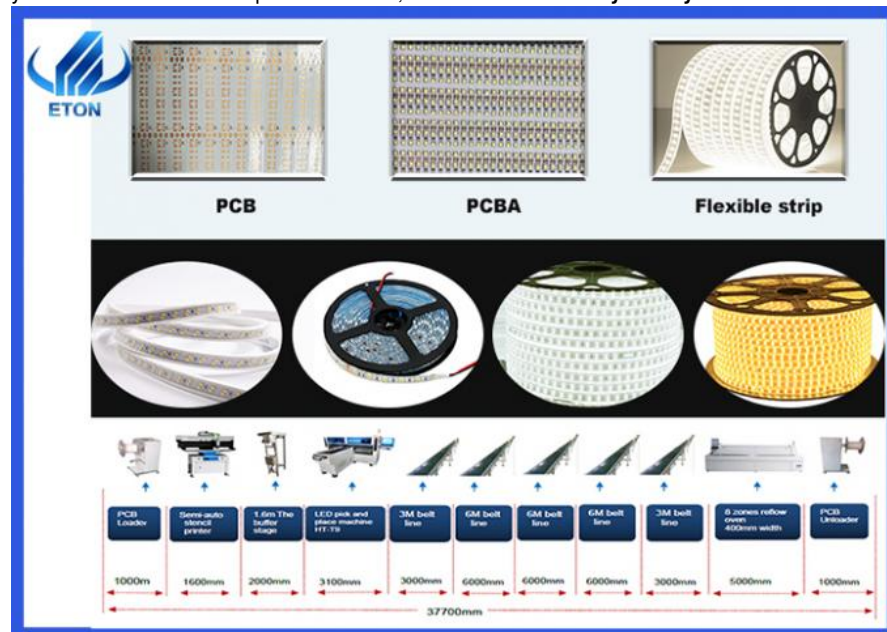 ETON
PCB
PCBA
Flexible strip
PCB
Loader
Semi-auto
stencil
printer
1.6m The
buffer
stage
LED pick and
place machine
HT-T9
3M belt
line
6M belt
line
6M belt
line
6M belt
line
3M belt
line
8 zones reflow
oven
400mm width
PCB
Unloader
1000m
1600mm
2000mm
3100mm
3000mm
6000mm
6000mm
6000mm
3000mm
5000mm
1000mm
37700mm